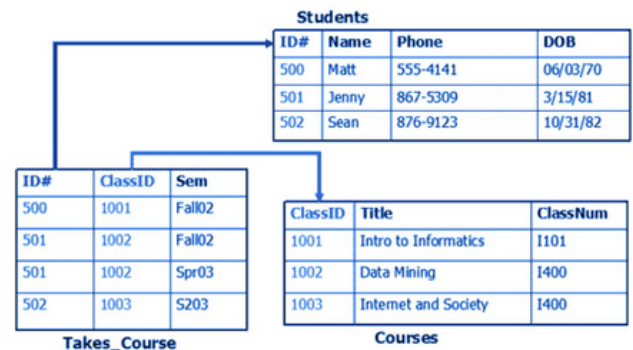 Students
ID# Name Phone DOB
500 Matt 555-4141 06/03/70
501 Jenny 867-5309 3/15/81
502 Sean 876-9123 10/31/82
ID# ClassID Sem
500 1001 Fall02
501 1002 Fall02
501 1002 Spr03
502 1003 S203
Takes_Course
ClassID Title ClassNum
1001 Intro to Informatics I101
1002 Data Mining I400
1003 Internet and Society I400
Courses